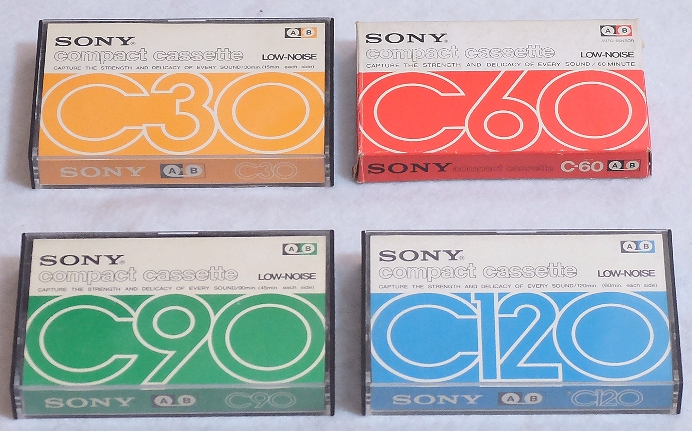 SONY® A B
compact cassette LOW-NOISE
CAPTURE THE STRENGTH AND DELICACY OF EVERY SOUND/30min. (15min. each side)
C30
SONY A B C30
SONY® A B
compact cassette LOW-NOISE
CAPTURE THE STRENGTH AND DELICACY OF EVERY SOUND/60 MINUTE
C60
SONY compact cassette C-60 A B
SONY® A B
compact cassette LOW-NOISE
CAPTURE THE STRENGTH AND DELICACY OF EVERY SOUND/90min. (45min. each side)
C90
SONY A B C90
SONY® A B
compact cassette LOW-NOISE
CAPTURE THE STRENGTH AND DELICACY OF EVERY SOUND/120min. (60min. each side)
C120
SONY A B C120